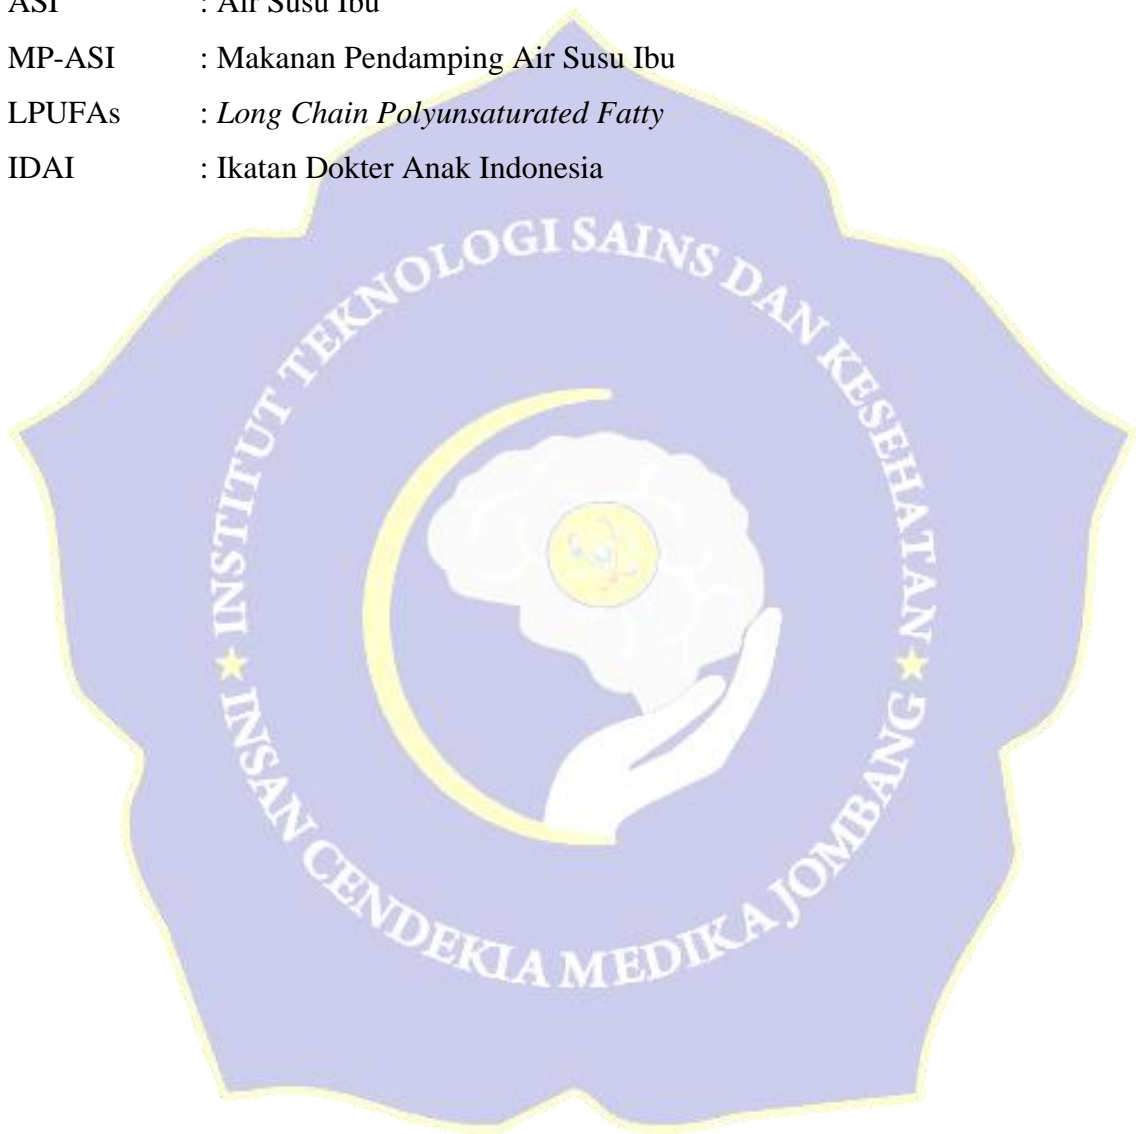 ASI : Air Susu Ibu
MP-ASI : Makanan Pendamping Air Susu Ibu
LPUFAs : Long Chain Polyunsaturated Fatty
IDAI : Ikatan Dokter Anak Indonesia
INSTITUT TEKNOLOGI SAINS DAN KESEHATAN
INSAN CENDEKIA MEDIKA JOMBANG